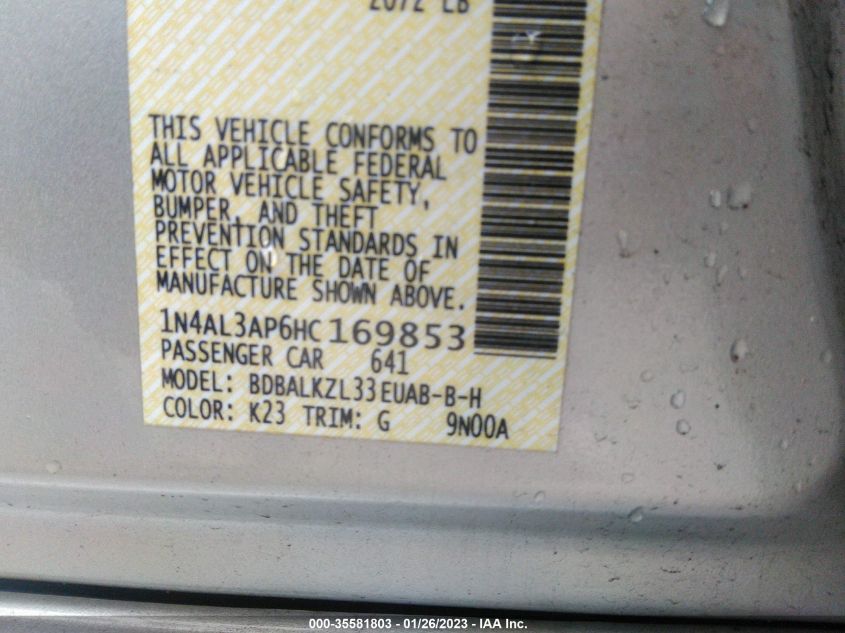 2072 LB
THIS VEHICLE CONFORMS TO
ALL APPLICABLE FEDERAL
MOTOR VEHICLE SAFETY,
BUMPER, AND THEFT
PREVENTION STANDARDS IN
EFFECT ON THE DATE OF
MANUFACTURE SHOWN ABOVE.
1N4AL3AP6HC169853
PASSENGER CAR 641
MODEL: BDBALKZL33EUAB-B-H
COLOR: K23 TRIM: G 9N00A
000-35581803 - 01/26/2023 - IAA Inc.